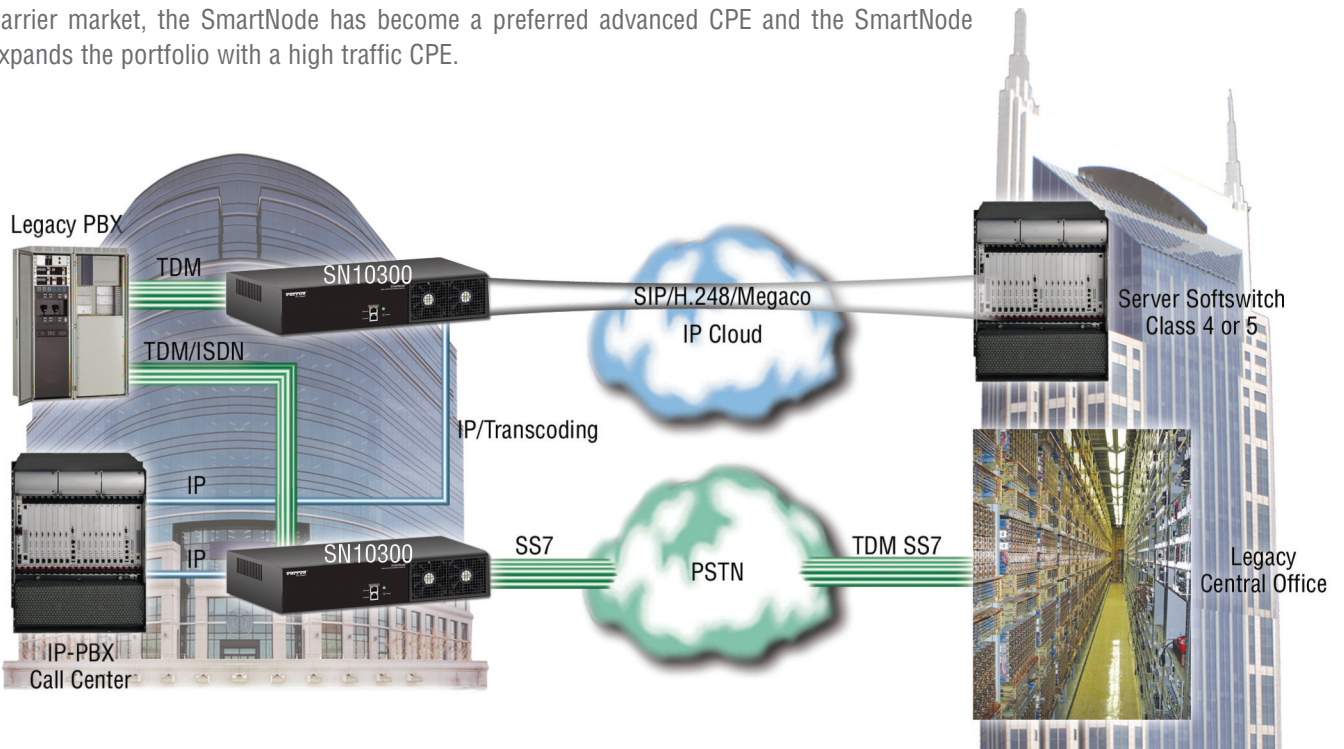 arrier market, the SmartNode has become a preferred advanced CPE and the SmartNode
xpands the portfolio with a high traffic CPE.
Legacy PBX
TDM
SN10300
SIP/H.248/Megaco
IP Cloud
Server Softswitch
Class 4 or 5
TDM/ISDN
IP/Transcoding
IP
IP
SN10300
SS7
PSTN
TDM SS7
Legacy
Central Office
IP-PBX
Call Center